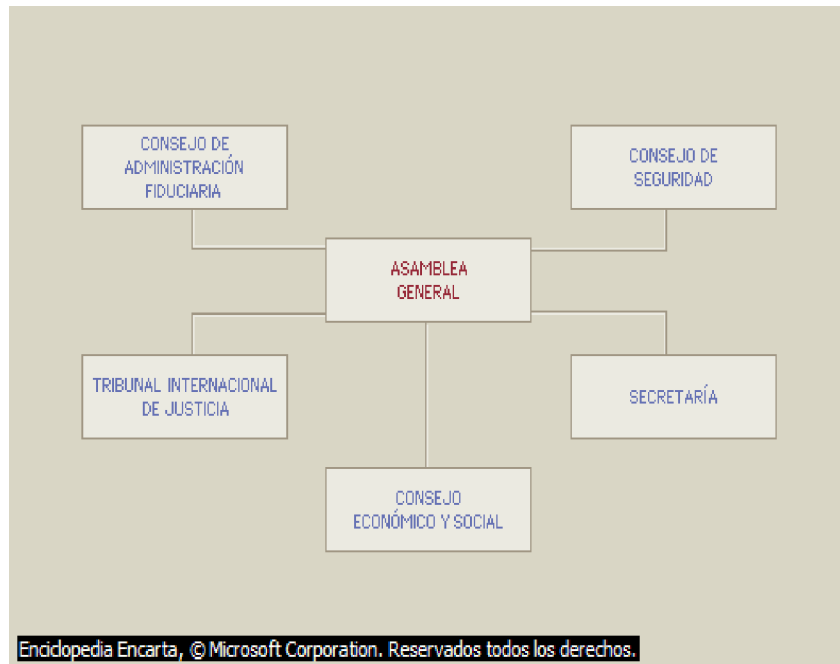 CONSEJO DE
ADMINISTRACIÓN
FIDUCIARIA
CONSEJO DE
SEGURIDAD
ASAMBLEA
GENERAL
TRIBUNAL INTERNACIONAL
DE JUSTICIA
SECRETARÍA
CONSEJO
ECONÓMICO Y SOCIAL
Enciclopedia Encarta, © Microsoft Corporation. Reservados todos los derechos.